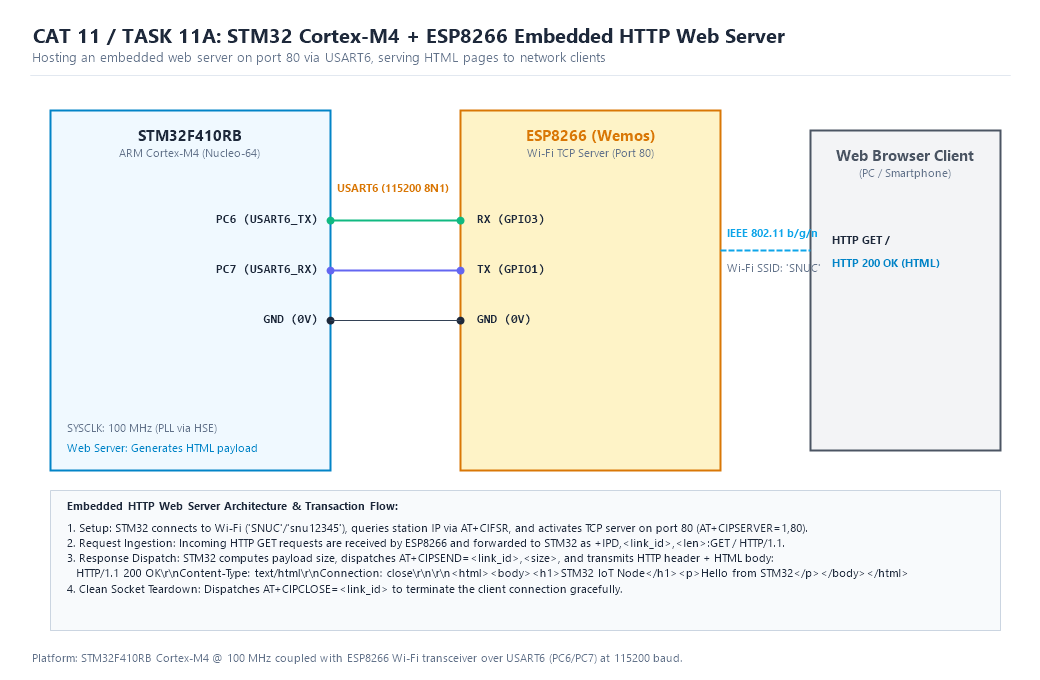 CAT 11 / TASK 11A: STM32 Cortex-M4 + ESP8266 Embedded HTTP Web Server
Hosting an embedded web server on port 80 via USART6, serving HTML pages to network clients
STM32F410RB
ARM Cortex-M4 (Nucleo-64)
USART6 (115200 8N1)
PC6 (USART6_TX)
PC7 (USART6_RX)
GND (0V)
SYSCLK: 100 MHz (PLL via HSE)
Web Server: Generates HTML payload
ESP8266 (Wemos)
Wi-Fi TCP Server (Port 80)
RX (GPIO3)
TX (GPIO1)
GND (0V)
IEEE 802.11 b/g/n
Wi-Fi SSID: 'SNUC'
Web Browser Client
(PC / Smartphone)
HTTP GET /
HTTP 200 OK (HTML)
Embedded HTTP Web Server Architecture & Transaction Flow:
1. Setup: STM32 connects to Wi-Fi ('SNUC'/'snu12345'), queries station IP via AT+CIFSR, and activates TCP server on port 80 (AT+CIPSERVER=1,80).
2. Request Ingestion: Incoming HTTP GET requests are received by ESP8266 and forwarded to STM32 as +IPD,<link_id>,<len>:GET / HTTP/1.1.
3. Response Dispatch: STM32 computes payload size, dispatches AT+CIPSEND=<link_id>,<size>, and transmits HTTP header + HTML body:
HTTP/1.1 200 OK\r\nContent-Type: text/html\r\nConnection: close\r\n\r\n<html><body><h1>STM32 IoT Node</h1><p>Hello from STM32</p></body></html>
4. Clean Socket Teardown: Dispatches AT+CIPCLOSE=<link_id> to terminate the client connection gracefully.
Platform: STM32F410RB Cortex-M4 @ 100 MHz coupled with ESP8266 Wi-Fi transceiver over USART6 (PC6/PC7) at 115200 baud.